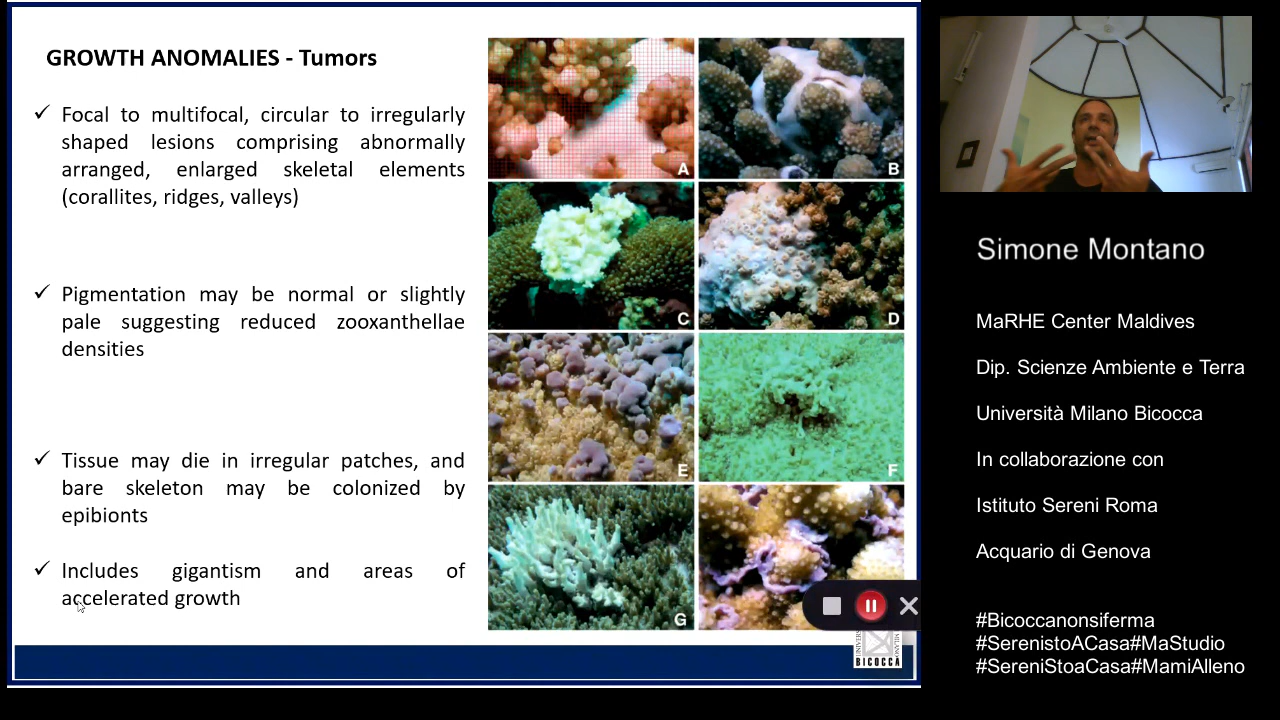 GROWTH ANOMALIES - Tumors
Focal to multifocal, circular to irregularly
shaped lesions comprising abnormally
arranged, enlarged skeletal elements
(corallites, ridges, valleys)
Pigmentation may be normal or slightly
pale suggesting reduced zooxanthellae
densities
Tissue may die in irregular patches, and
bare skeleton may be colonized by
epibionts
Includes gigantism and areas of
accelerated growth
A
B
C
D
E
F
G
BICOCCA
Simone Montano
MaRHE Center Maldives
Dip. Scienze Ambiente e Terra
Università Milano Bicocca
In collaborazione con
Istituto Sereni Roma
Acquario di Genova
#Bicoccanonsiferma
#SerenistoACasa#MaStudio
#SereniStoaCasa#MamiAlleno